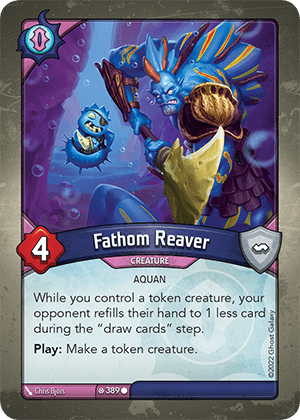 Fathom Reaver
CREATURE
4
AQUAN
While you control a token creature, your
opponent refills their hand to 1 less card
during the “draw cards” step.
Play: Make a token creature.
©2022 Ghost Galaxy
Chris Bjors
389